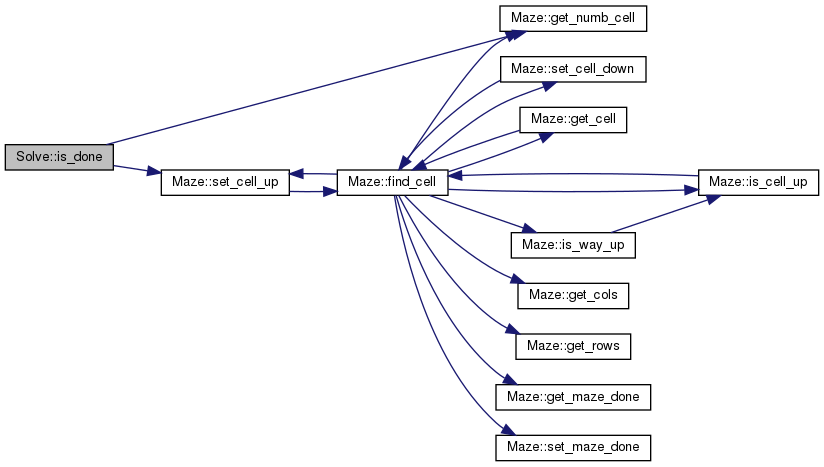 Maze::get_numb_cell
Maze::set_cell_down
Maze::get_cell
Solve::is_done
Maze::set_cell_up
Maze::find_cell
Maze::is_cell_up
Maze::is_way_up
Maze::get_cols
Maze::get_rows
Maze::get_maze_done
Maze::set_maze_done